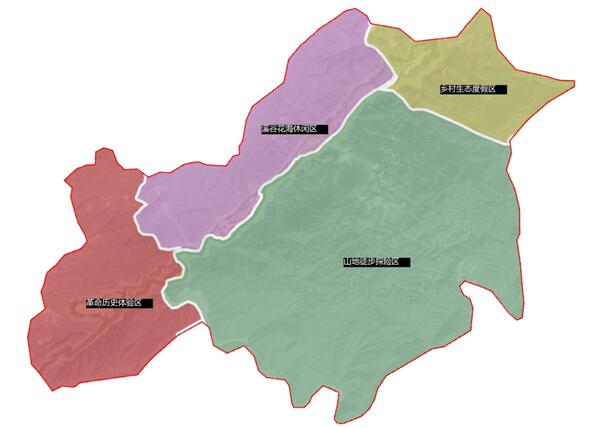 乡村生态度假区
溪谷花海休闲区
山地徒步探险区
革命历史体验区